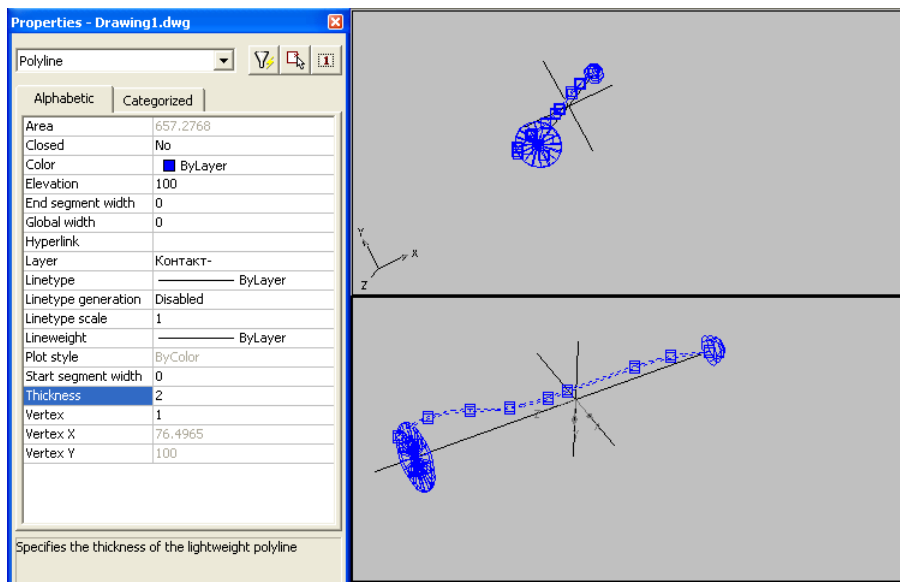 Properties - Drawing1.dwg
Polyline
1
Alphabetic Categorized
Area 657.2768
Closed No
Color ByLayer
Elevation 100
End segment width 0
Global width 0
Hyperlink
Layer Контакт-
Linetype ByLayer
Linetype generation Disabled
Linetype scale 1
Lineweight ByLayer
Plot style ByColor
Start segment width 0
Thickness 2
Vertex 1
Vertex X 76.4965
Vertex Y 100
Specifies the thickness of the lightweight polyline
Y
X
Z
Z